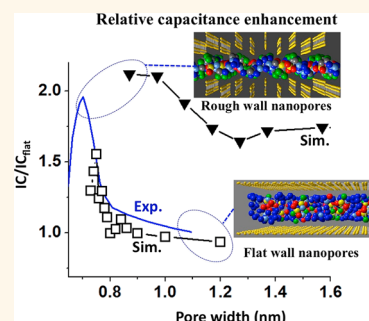 Relative capacitance enhancement
IC/ICflat
2.0
1.5
1.0
Rough wall nanopores
Sim.
Exp.
Sim.
Flat wall nanopores
0.8 1.0 1.2 1.4 1.6
Pore width (nm)